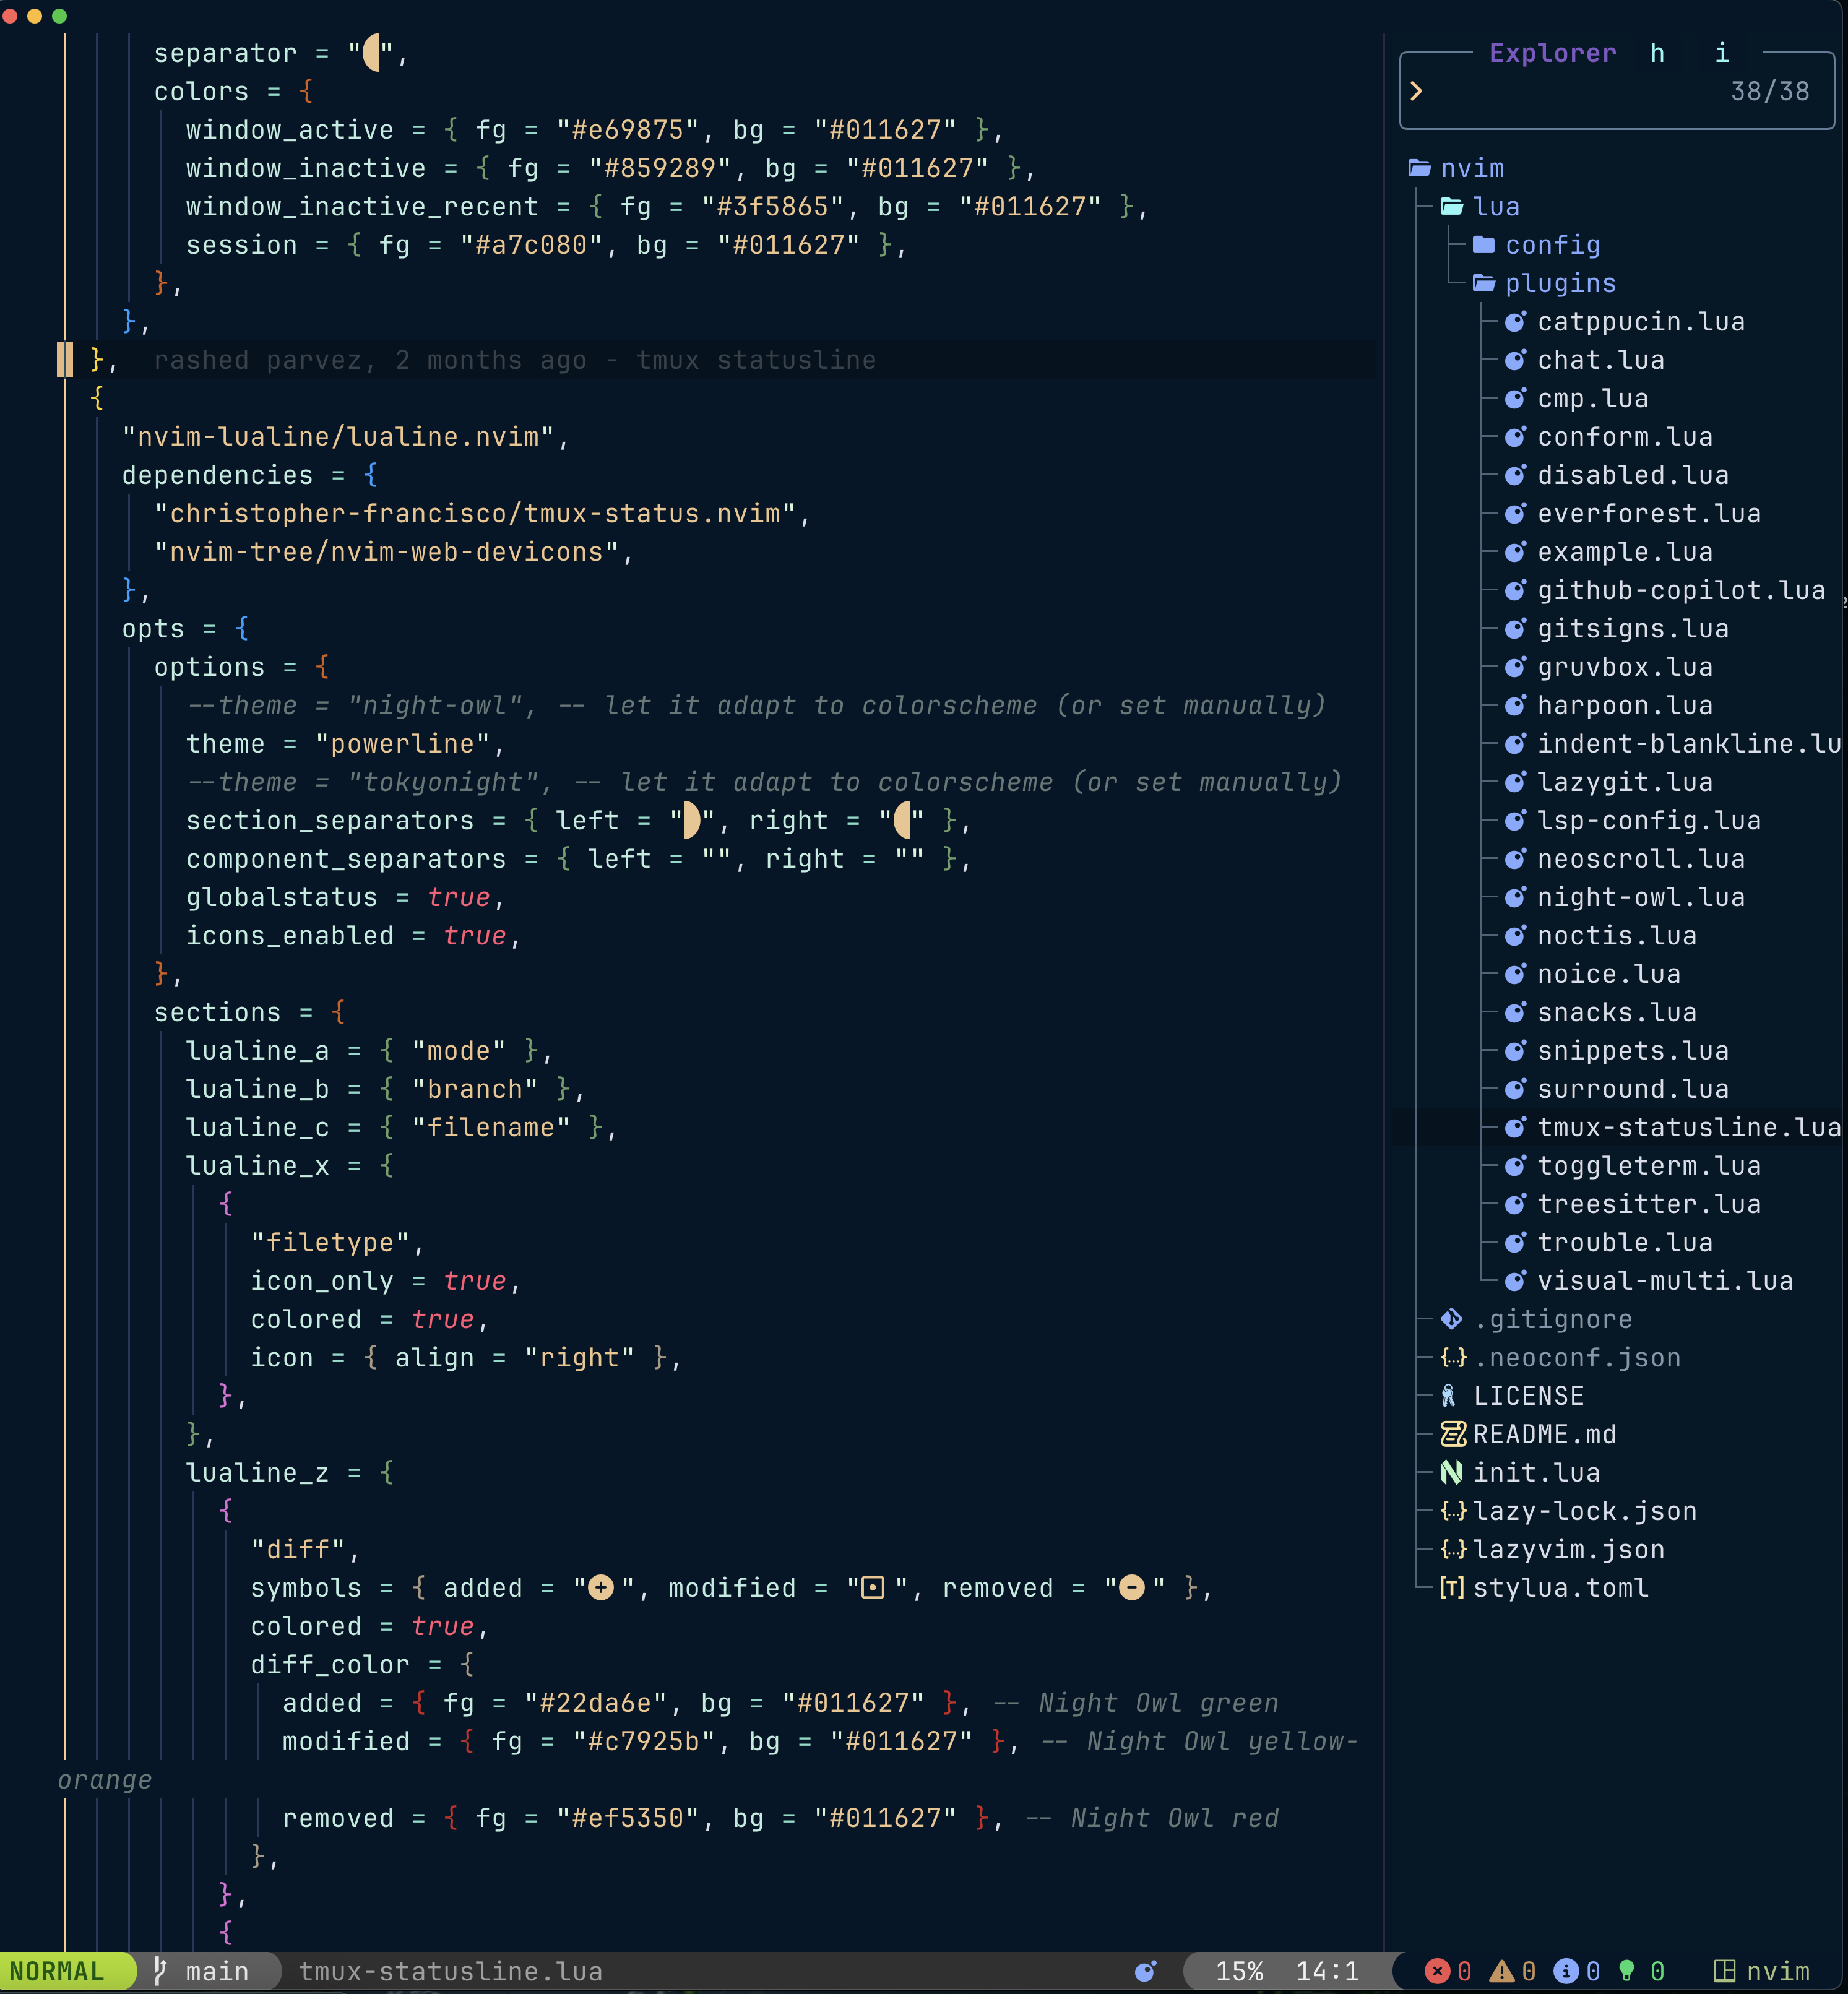 separator = "",
colors = {
window_active = { fg = "#e69875", bg = "#011627" },
window_inactive = { fg = "#859289", bg = "#011627" },
window_inactive_recent = { fg = "#3f5865", bg = "#011627" },
session = { fg = "#a7c080", bg = "#011627" },
},
},
}, rashed parvez, 2 months ago - tmux statusline
{
"nvim-lualine/lualine.nvim",
dependencies = {
"christopher-francisco/tmux-status.nvim",
"nvim-tree/nvim-web-devicons",
},
opts = {
options = {
--theme = "night-owl", -- let it adapt to colorscheme (or set manually)
theme = "powerline",
--theme = "tokyonight", -- let it adapt to colorscheme (or set manually)
section_separators = { left = "", right = "" },
component_separators = { left = "", right = "" },
globalstatus = true,
icons_enabled = true,
},
sections = {
lualine_a = { "mode" },
lualine_b = { "branch" },
lualine_c = { "filename" },
lualine_x = {
{
"filetype",
icon_only = true,
colored = true,
icon = { align = "right" },
},
},
lualine_z = {
{
"diff",
symbols = { added = " ", modified = " ", removed = " " },
colored = true,
diff_color = {
added = { fg = "#22da6e", bg = "#011627" }, -- Night Owl green
modified = { fg = "#c7925b", bg = "#011627" }, -- Night Owl yellow-
orange
removed = { fg = "#ef5350", bg = "#011627" }, -- Night Owl red
},
},
{
Explorer h i
> 38/38
nvim
lua
config
plugins
catppucin.lua
chat.lua
cmp.lua
conform.lua
disabled.lua
everforest.lua
example.lua
github-copilot.lua
gitsigns.lua
gruvbox.lua
harpoon.lua
indent-blankline.lu
lazygit.lua
lsp-config.lua
neoscroll.lua
night-owl.lua
noctis.lua
noice.lua
snacks.lua
snippets.lua
surround.lua
tmux-statusline.lua
toggleterm.lua
treesitter.lua
trouble.lua
visual-multi.lua
.gitignore
.neoconf.json
LICENSE
README.md
init.lua
lazy-lock.json
lazyvim.json
stylua.toml
NORMAL main tmux-statusline.lua 15% 14:1 0 0 0 0 nvim